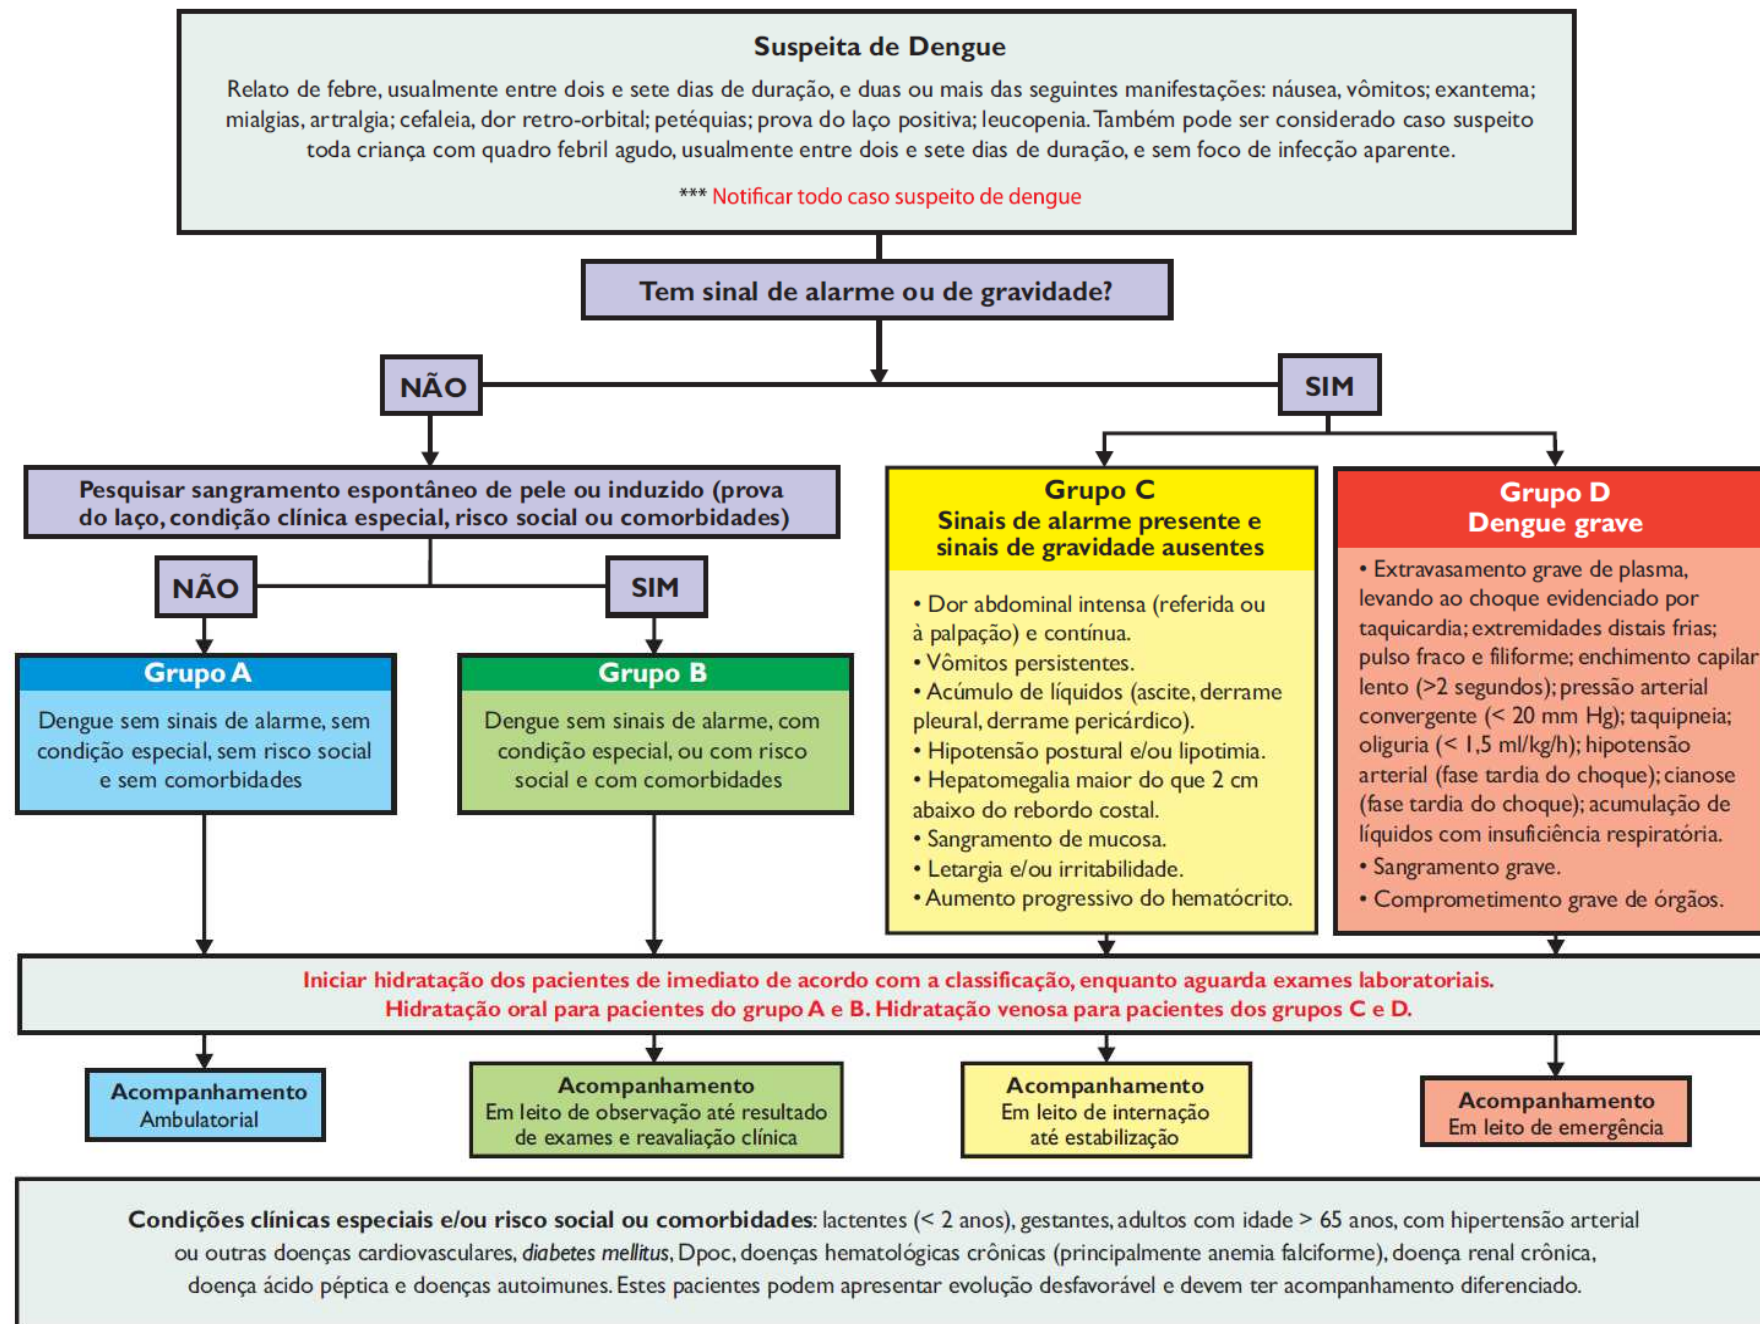 Suspeita de Dengue
Relato de febre, usualmente entre dois e sete dias de duração, e duas ou mais das seguintes manifestações: náusea, vômitos; exantema;
mialgias, artralgia; cefaleia, dor retro-orbital; petéquias; prova do laço positiva; leucopenia. Também pode ser considerado caso suspeito
toda criança com quadro febril agudo, usualmente entre dois e sete dias de duração, e sem foco de infecção aparente.
*** Notificar todo caso suspeito de dengue
Tem sinal de alarme ou de gravidade?
NÃO
SIM
Pesquisar sangramento espontâneo de pele ou induzido (prova
do laço, condição clínica especial, risco social ou comorbidades)
NÃO
SIM
Grupo A
Dengue sem sinais de alarme, sem
condição especial, sem risco social
e sem comorbidades
Grupo B
Dengue sem sinais de alarme, com
condição especial, ou com risco
social e com comorbidades
Grupo C
Sinais de alarme presente e
sinais de gravidade ausentes
• Dor abdominal intensa (referida ou
à palpação) e contínua.
• Vômitos persistentes.
• Acúmulo de líquidos (ascite, derrame
pleural, derrame pericárdico).
• Hipotensão postural e/ou lipotimia.
• Hepatomegalia maior do que 2 cm
abaixo do rebordo costal.
• Sangramento de mucosa.
• Letargia e/ou irritabilidade.
• Aumento progressivo do hematócrito.
Grupo D
Dengue grave
• Extravasamento grave de plasma,
levando ao choque evidenciado por
taquicardia; extremidades distais frias;
pulso fraco e filiforme; enchimento capilar
lento (>2 segundos); pressão arterial
convergente (< 20 mm Hg); taquipneia;
oliguria (< 1,5 ml/kg/h); hipotensão
arterial (fase tardia do choque); cianose
(fase tardia do choque); acumulação de
líquidos com insuficiência respiratória.
• Sangramento grave.
• Comprometimento grave de órgãos.
Iniciar hidratação dos pacientes de imediato de acordo com a classificação, enquanto aguarda exames laboratoriais.
Hidratação oral para pacientes do grupo A e B. Hidratação venosa para pacientes dos grupos C e D.
Acompanhamento
Ambulatorial
Acompanhamento
Em leito de observação até resultado
de exames e reavaliação clínica
Acompanhamento
Em leito de internação
até estabilização
Acompanhamento
Em leito de emergência
Condições clínicas especiais e/ou risco social ou comorbidades: lactentes (< 2 anos), gestantes, adultos com idade > 65 anos, com hipertensão arterial
ou outras doenças cardiovasculares, diabetes mellitus, Dpoc, doenças hematológicas crônicas (principalmente anemia falciforme), doença renal crônica,
doença ácido péptica e doenças autoimunes. Estes pacientes podem apresentar evolução desfavorável e devem ter acompanhamento diferenciado.